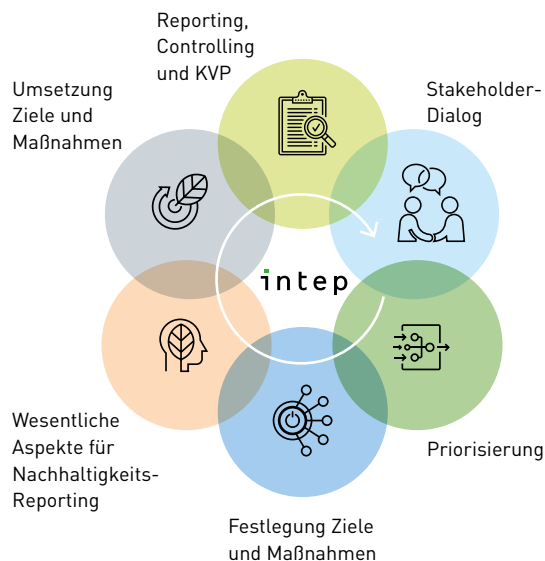 Reporting,
Controlling
und KVP
Stakeholder-
Dialog
Priorisierung
Festlegung Ziele
und Maßnahmen
Wesentliche
Aspekte für
Nachhaltigkeits-
Reporting
Umsetzung
Ziele und
Maßnahmen
intep